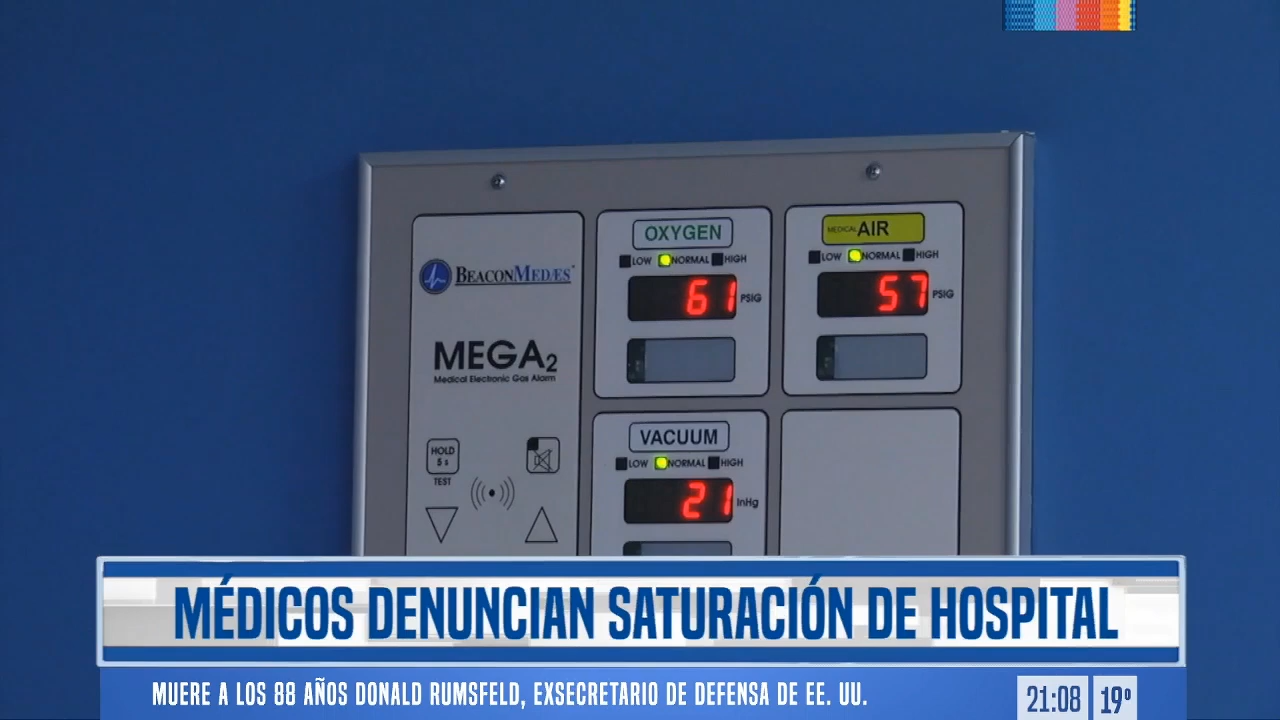 BEACONMEDÆS
MEGA2
Medical Electronic Gas Alarm
HOLD
5 s
TEST
OXYGEN
LOW NORMAL HIGH
61 PSIG
MEDICAL AIR
LOW NORMAL HIGH
57 PSIG
VACUUM
LOW NORMAL HIGH
21 InHg
MÉDICOS DENUNCIAN SATURACIÓN DE HOSPITAL
MUERE A LOS 88 AÑOS DONALD RUMSFELD, EXSECRETARIO DE DEFENSA DE EE. UU.
21:08 19º